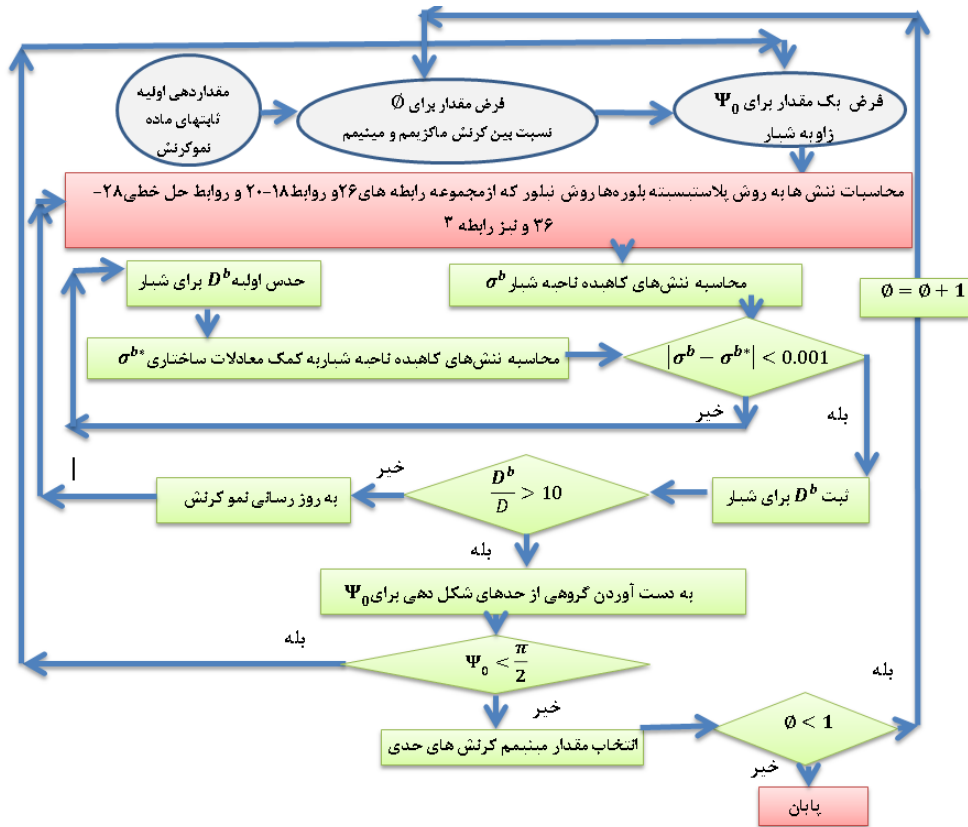 مقداردهی اولیه
ثابتهای ماده
نموکرنش
فرض مقدار برای Ø
نسبت بین کرنش ماکزیمم و مینیمم
فرض یک مقدار برای Ψ₀
زاویه شیار
محاسبات تنش ها به روش پلاستیسیته بلورهها روش تیلور که ازمجموعه رابطه های۲۶و روابط۱۸-۲۰ و روابط حل خطی۲۸-
۳۶ و نیز رابطه ۳
حدس اولیه Dᵇ برای شیار
محاسبه تنش‌های کاهیده ناحیه شیار σᵇ
Ø = Ø + 1
محاسبه تنش‌های کاهیده ناحیه شیاربه کمک معادلات ساختاری σᵇ*
|σᵇ − σᵇ*| < 0.001
خیر
بله
خیر
به روز رسانی نمو کرنش
Dᵇ/D > 10
ثبت Dᵇ برای شیار
بله
به دست آوردن گروهی از حدهای شکل دهی برای Ψ₀
بله
Ψ₀ < π/2
بله
خیر
انتخاب مقدار مینیمم کرنش های حدی
Ø < 1
خیر
پایان